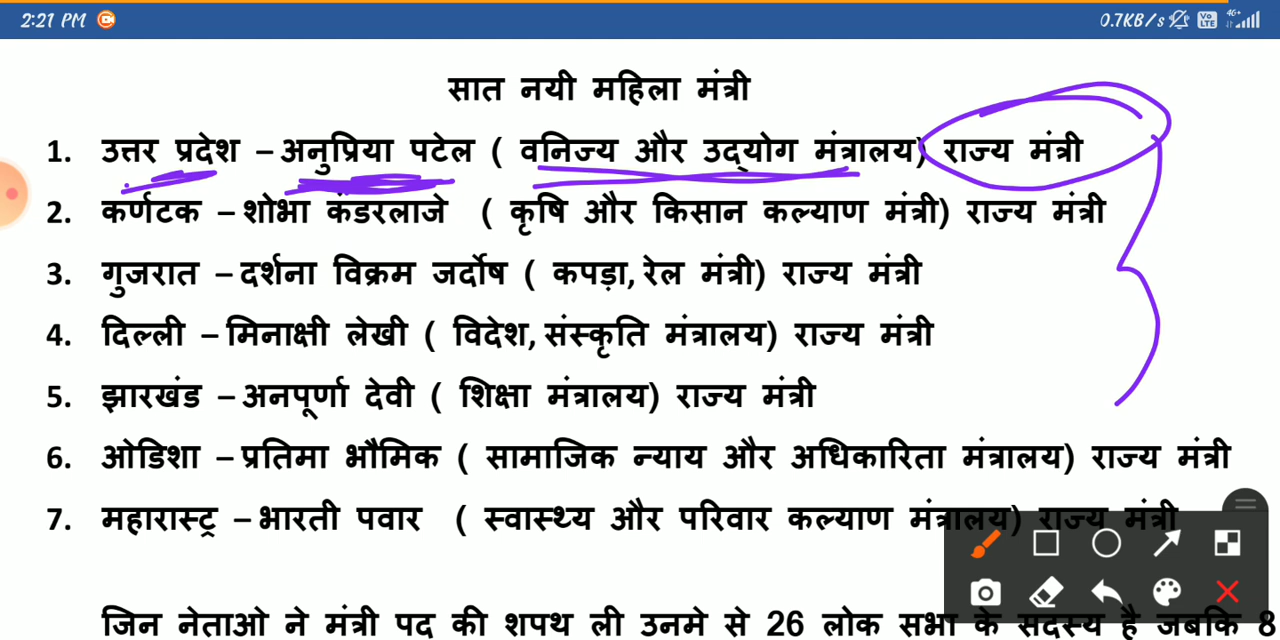 2:21 PM 0.7KB/s Vo LTE 4G+
सात नयी महिला मंत्री
1. उत्तर प्रदेश – अनुप्रिया पटेल ( वनिज्य और उद्योग मंत्रालय) राज्य मंत्री
2. कर्णटक – शोभा कंडरलाजे ( कृषि और किसान कल्याण मंत्री) राज्य मंत्री
3. गुजरात – दर्शना विक्रम जर्दोष ( कपड़ा, रेल मंत्री) राज्य मंत्री
4. दिल्ली – मिनाक्षी लेखी ( विदेश, संस्कृति मंत्रालय) राज्य मंत्री
5. झारखंड – अनपूर्णा देवी ( शिक्षा मंत्रालय) राज्य मंत्री
6. ओडिशा – प्रतिमा भौमिक ( सामाजिक न्याय और अधिकारिता मंत्रालय) राज्य मंत्री
7. महारास्ट्र – भारती पवार ( स्वास्थ्य और परिवार कल्याण मंत्रालय) राज्य मंत्री
जिन नेताओ ने मंत्री पद की शपथ ली उनमे से 26 लोक सभा के सदस्य है जबकि 8